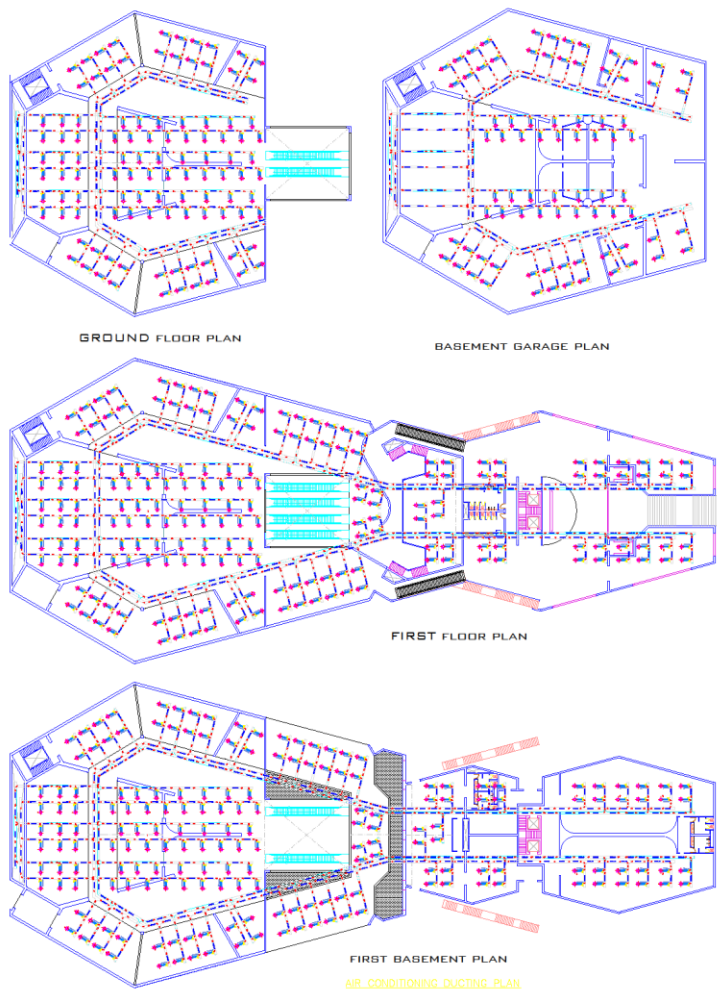 GROUND FLOOR PLAN
BASEMENT GARAGE PLAN
FIRST FLOOR PLAN
FIRST BASEMENT PLAN
AIR CONDITIONING DUCTING PLAN